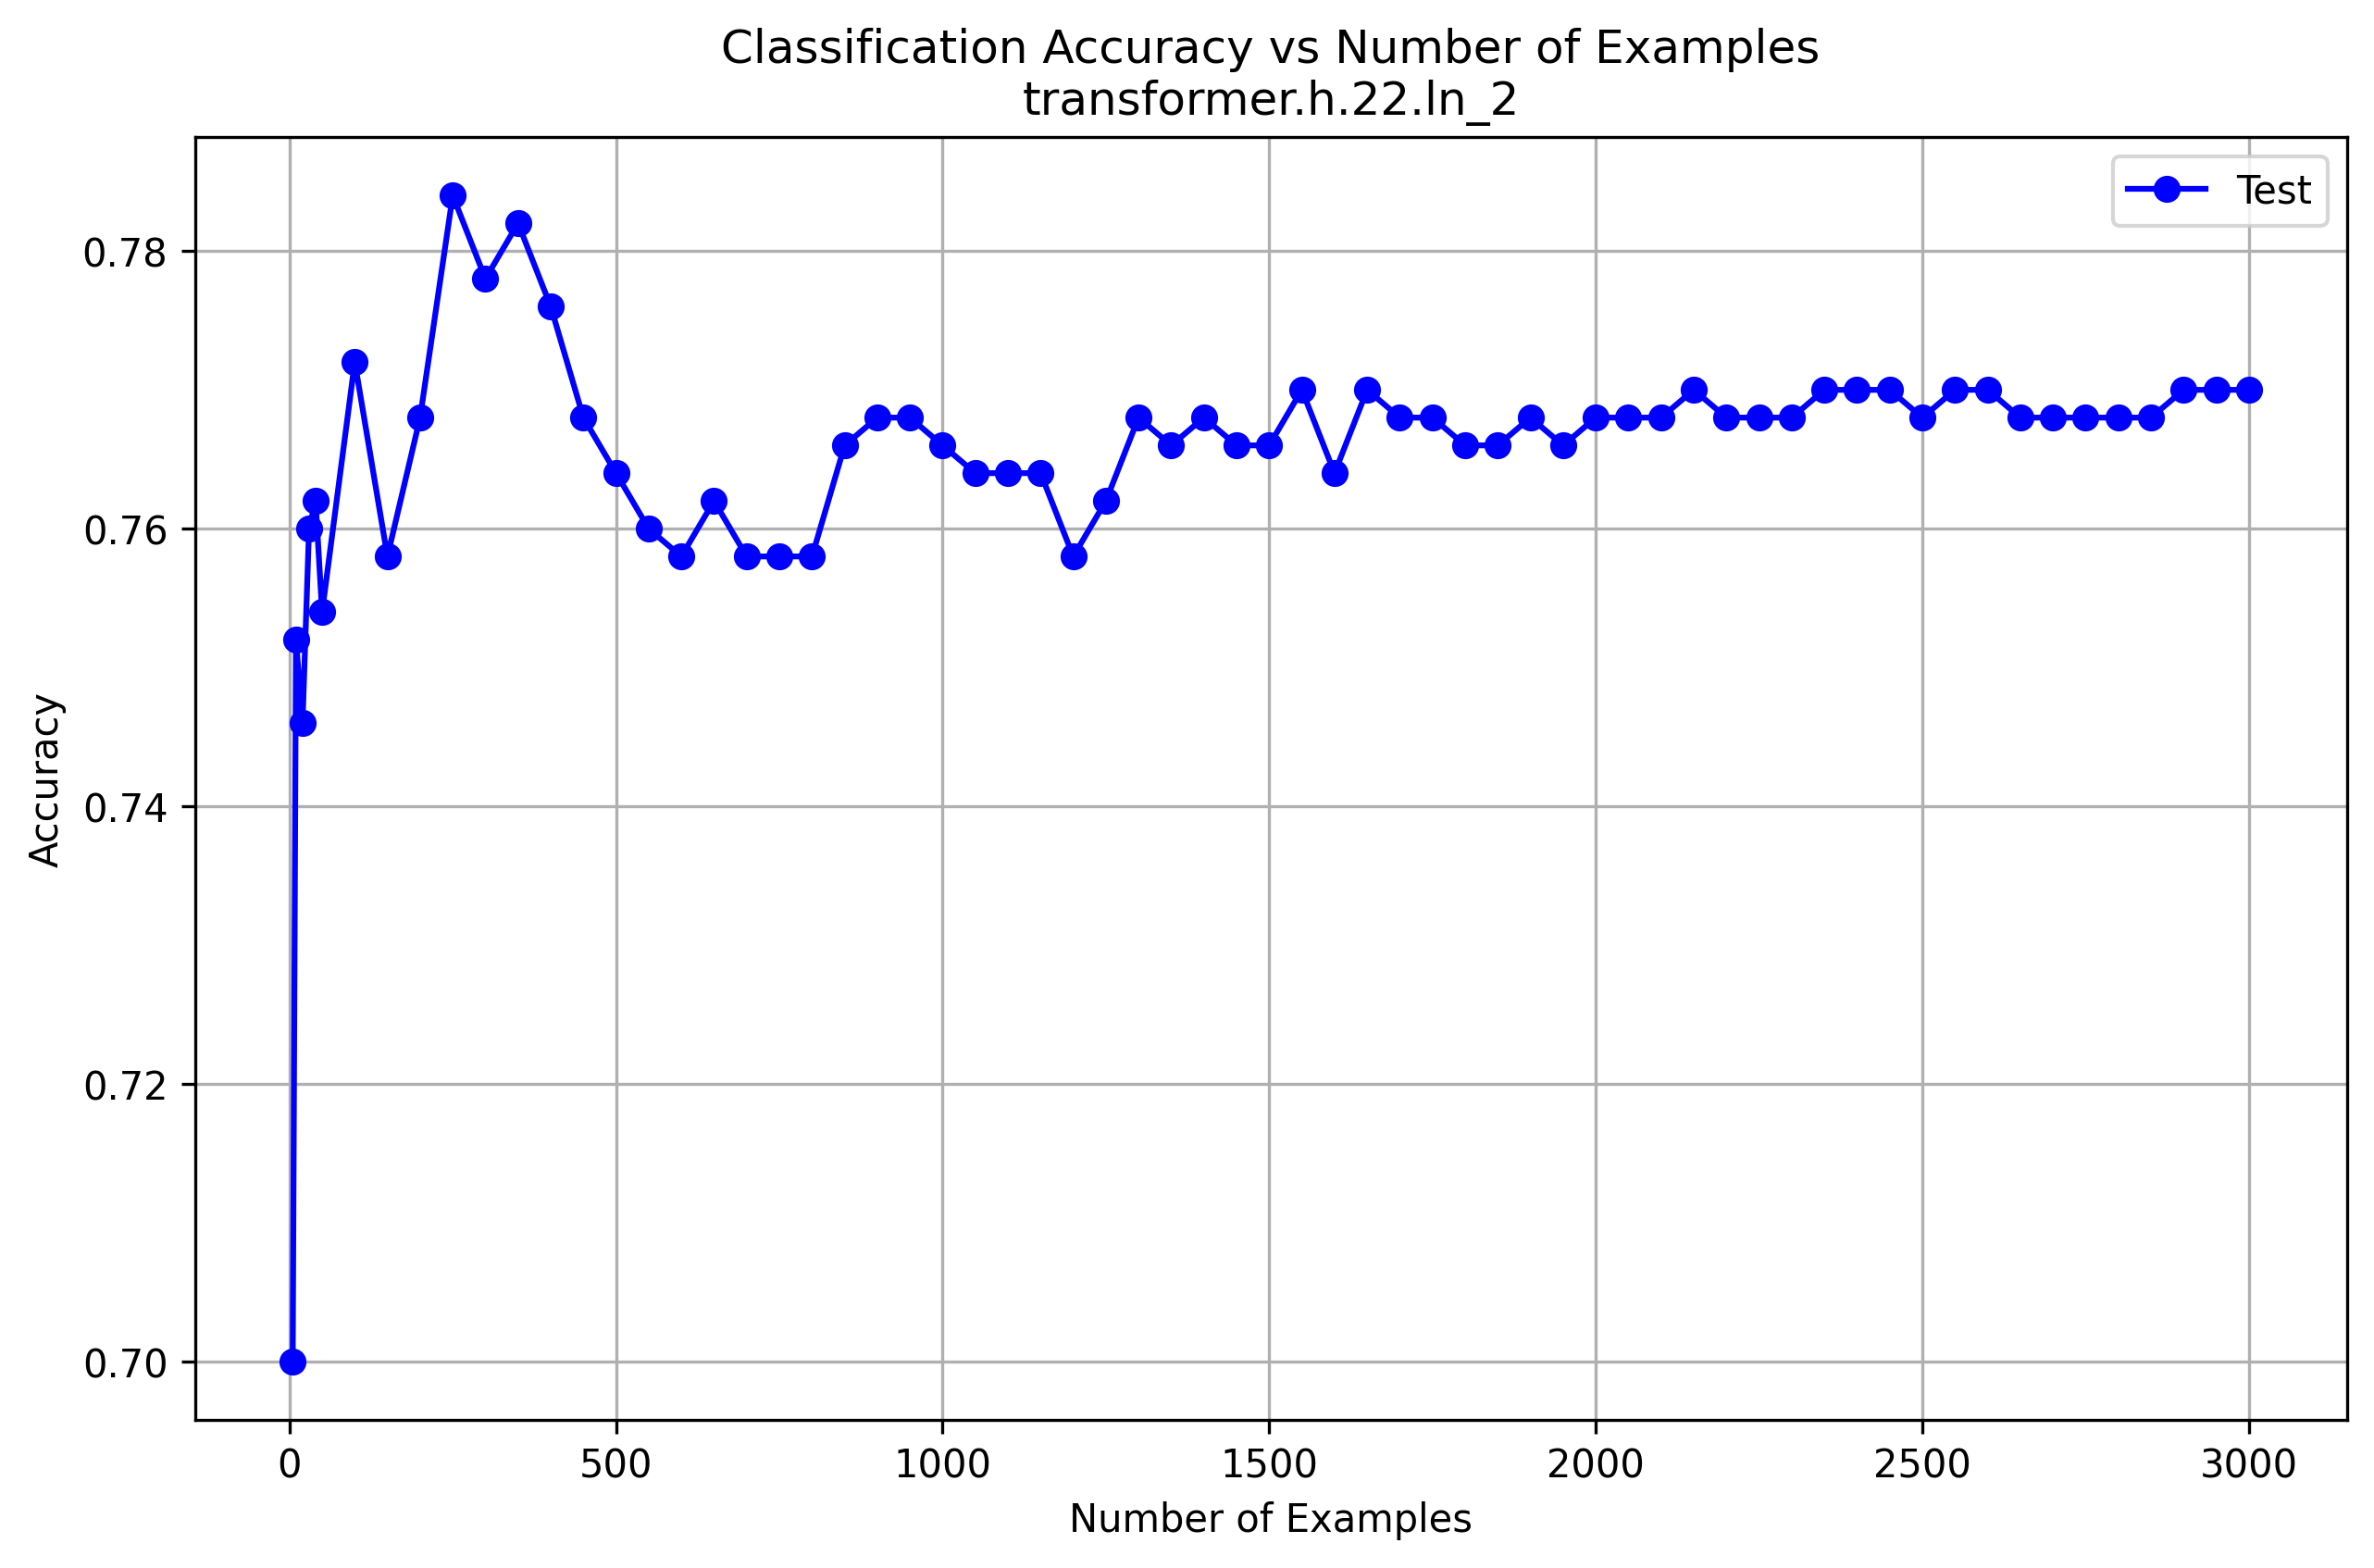 Classification Accuracy vs Number of Examples
transformer.h.22.ln_2
Test
Accuracy
0.78
0.76
0.74
0.72
0.70
0 500 1000 1500 2000 2500 3000
Number of Examples